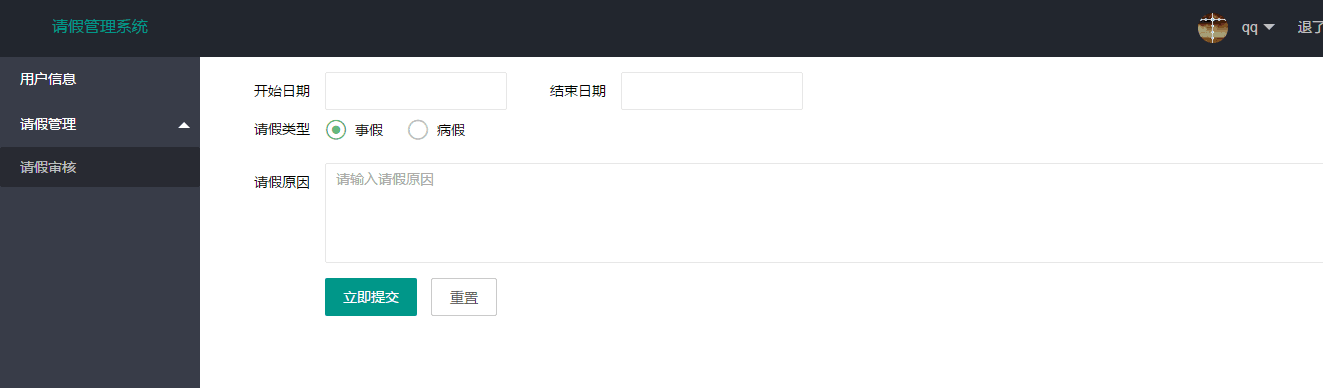 请假管理系统
qq
退了
用户信息
开始日期
结束日期
请假管理
请假类型
事假
病假
请假审核
请假原因
请输入请假原因
立即提交
重置